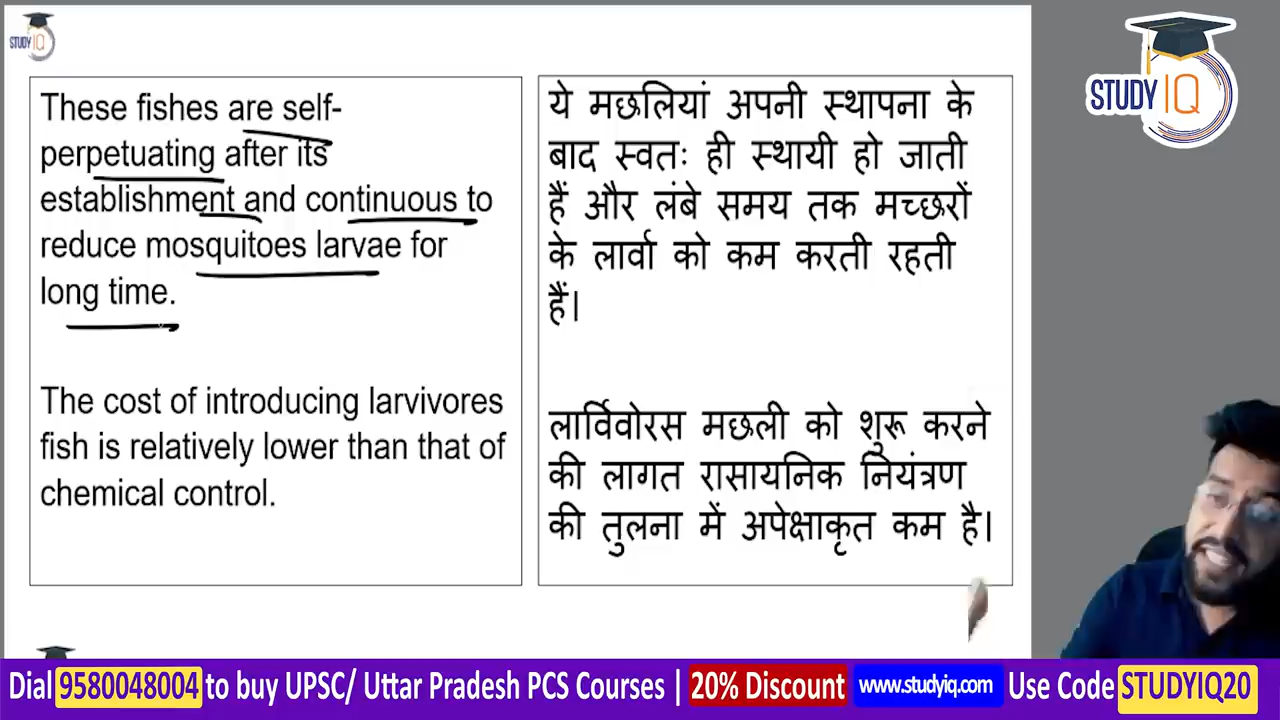 STUDY IQ
These fishes are self-
perpetuating after its
establishment and continuous to
reduce mosquitoes larvae for
long time.
The cost of introducing larvivores
fish is relatively lower than that of
chemical control.
ये मछलियां अपनी स्थापना के
बाद स्वतः ही स्थायी हो जाती
हैं और लंबे समय तक मच्छरों
के लार्वा को कम करती रहती
हैं।
लार्विवोरस मछली को शुरू करने
की लागत रासायनिक नियंत्रण
की तुलना में अपेक्षाकृत कम है।
STUDY IQ
Dial 9580048004 to buy UPSC/ Uttar Pradesh PCS Courses | 20% Discount www.studyiq.com Use Code STUDYIQ20